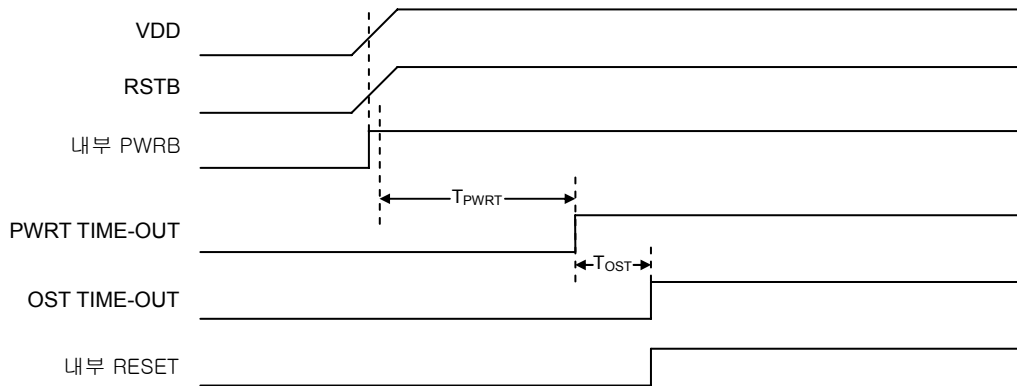 VDD
RSTB
내부 PWRB
TPWRT
PWRT TIME-OUT
TOST
OST TIME-OUT
내부 RESET